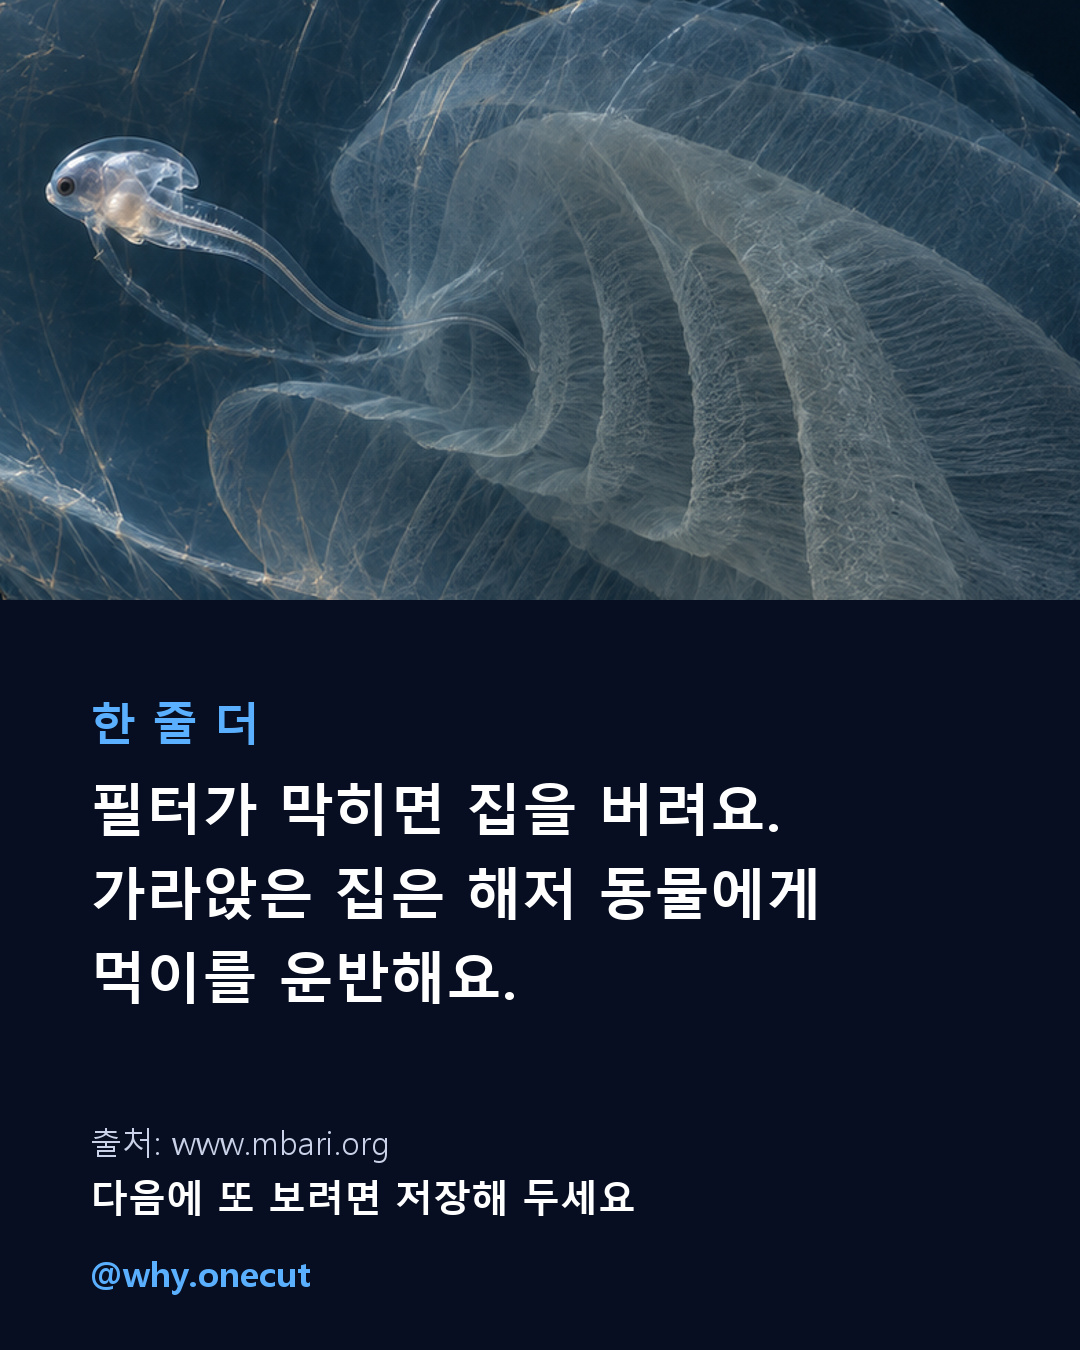 한 줄 더
필터가 막히면 집을 버려요.
가라앉은 집은 해저 동물에게
먹이를 운반해요.
출처: www.mbari.org
다음에 또 보려면 저장해 두세요
@why.onecut